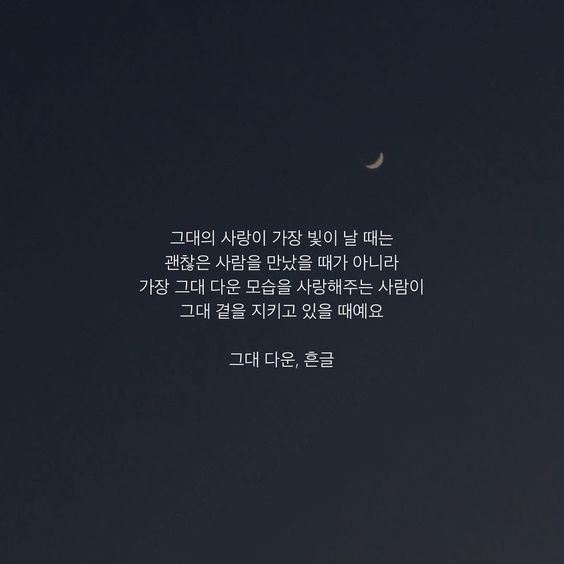 그대의 사랑이 가장 빛이 날 때는
괜찮은 사람을 만났을 때가 아니라
가장 그대 다운 모습을 사랑해주는 사람이
그대 곁을 지키고 있을 때예요
그대 다운, 흔글